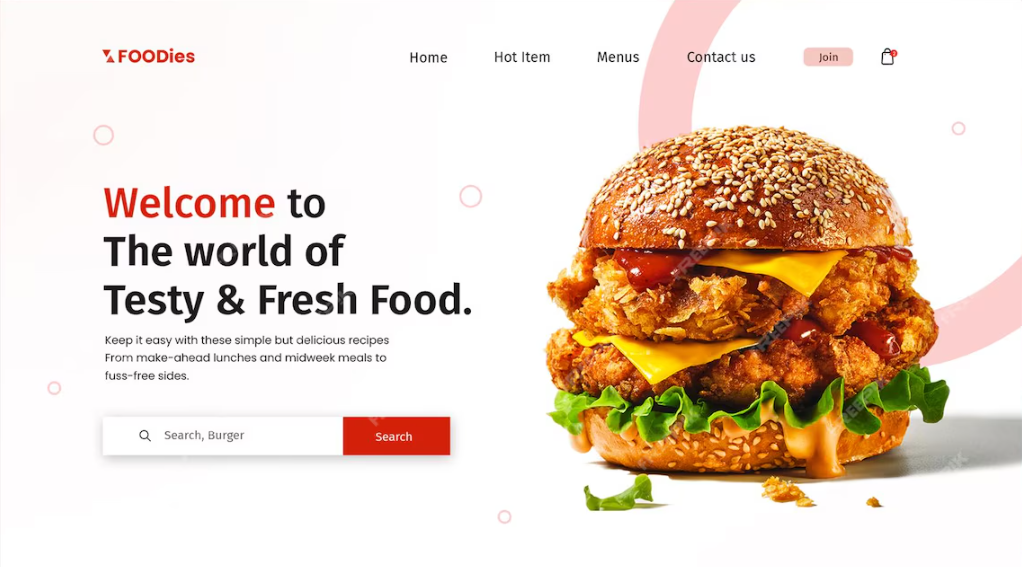 FOODies
Home Hot Item Menus Contact us Join
Welcome to
The world of
Testy & Fresh Food.
Keep it easy with these simple but delicious recipes
From make-ahead lunches and midweek meals to
fuss-free sides.
Search, Burger Search